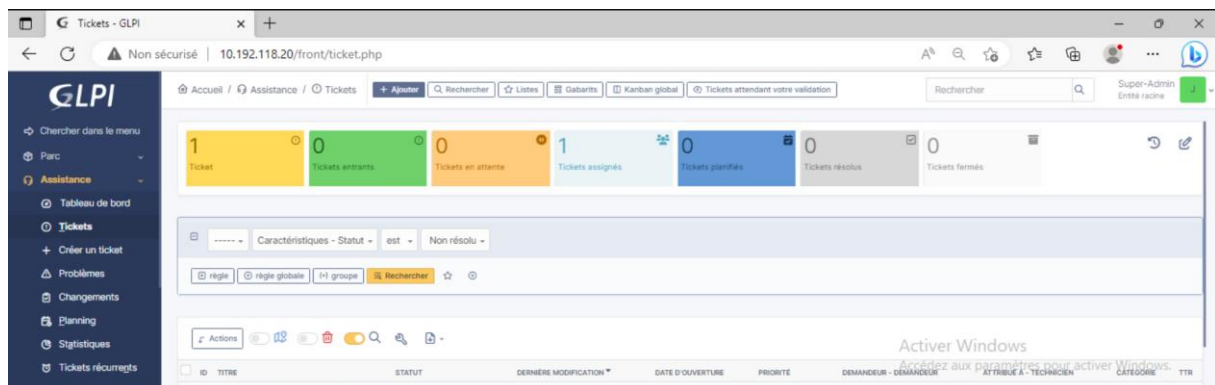 Tickets - GLPI
Non sécurisé | 10.192.118.20/front/ticket.php
GLPI
Accueil / Assistance / Tickets
+ Ajouter
Rechercher
Listes
Gabarits
Kanban global
Tickets attendant votre validation
Rechercher
Super-Admin
Entité racine
J
Chercher dans le menu
Parc
Assistance
Tableau de bord
Tickets
+ Créer un ticket
Problèmes
Changements
Planning
Statistiques
Tickets récurrents
1
Ticket
0
Tickets entrants
0
Tickets en attente
1
Tickets assignés
0
Tickets planifiés
0
Tickets résolus
0
Tickets fermés
-----
Caractéristiques - Statut
est
Non résolu
règle
règle globale
groupe
Rechercher
Actions
ID TITRE STATUT DERNIÈRE MODIFICATION DATE D'OUVERTURE PRIORITÉ DEMANDEUR - DEMANDEUR ATTRIBUÉ À - TECHNICIEN CATÉGORIE TTR
Activer Windows
Accédez aux paramètres pour activer Windows.